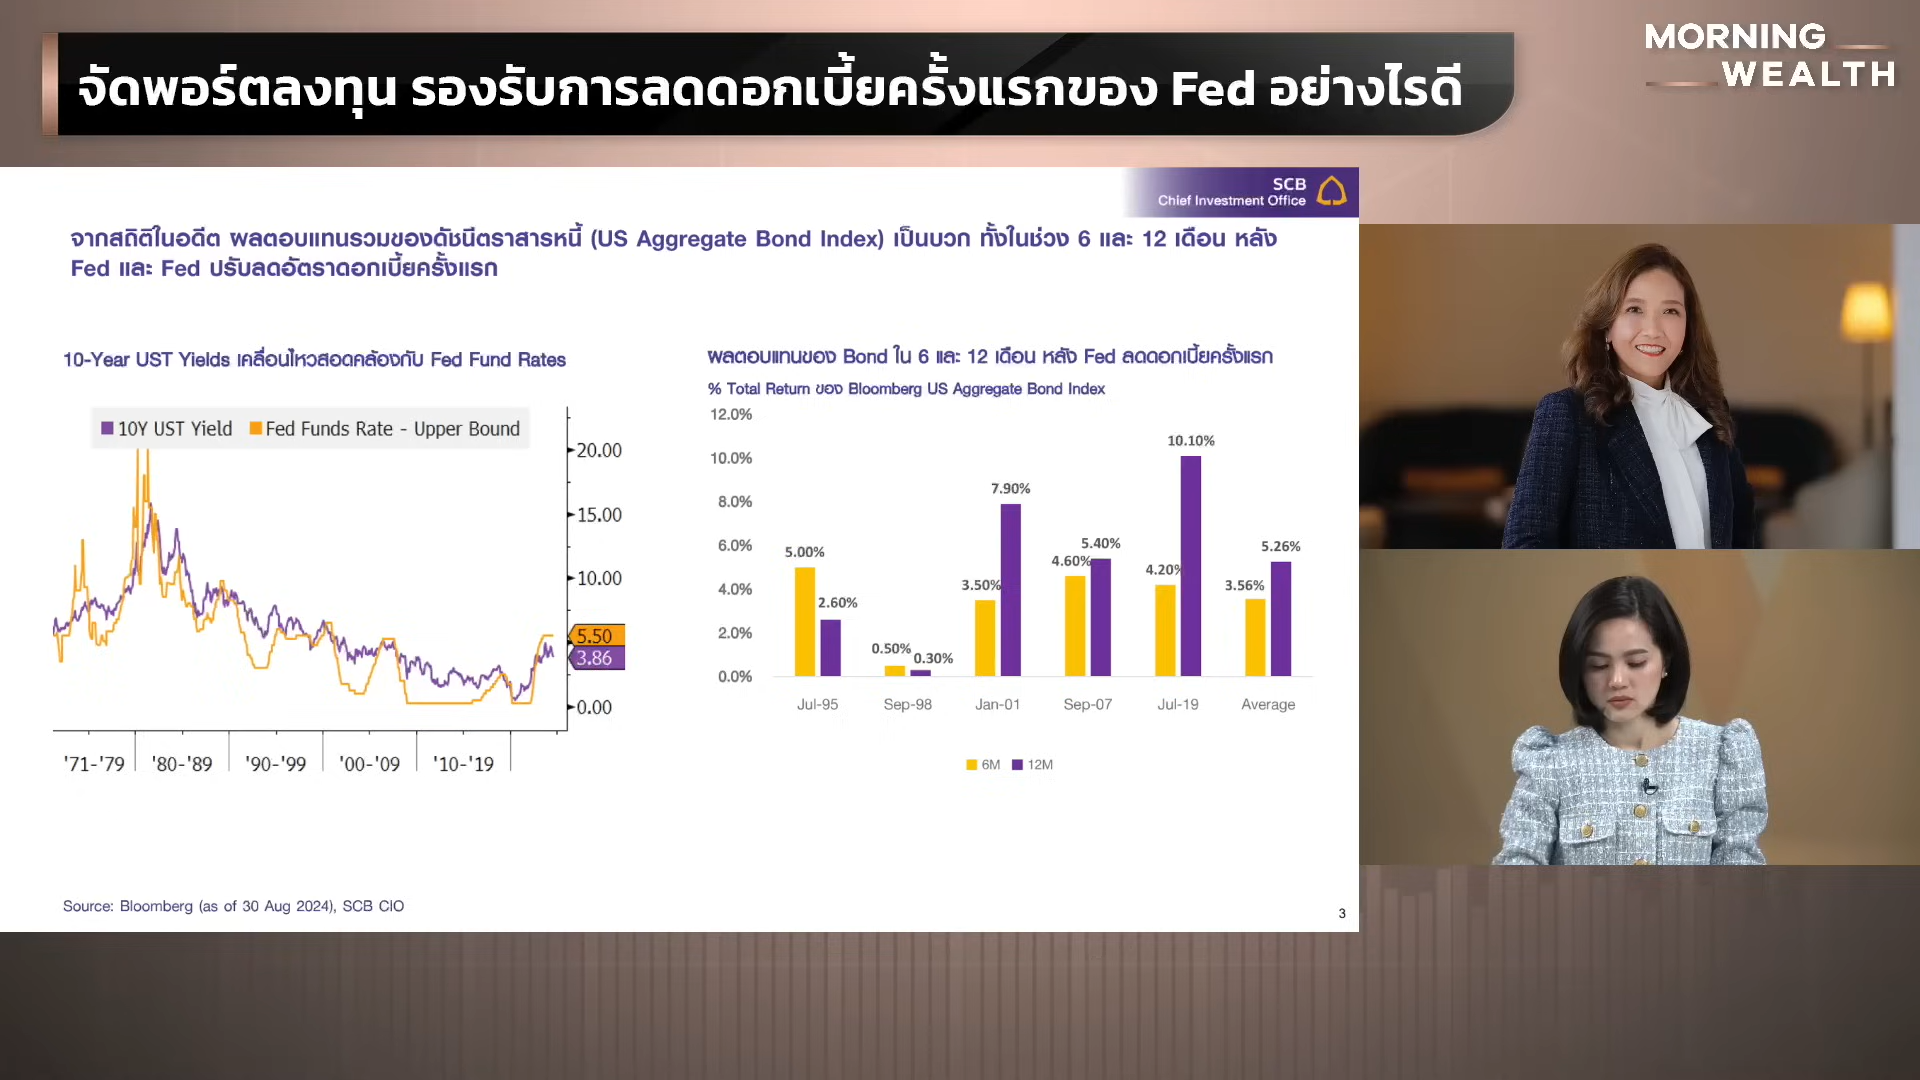 จัดพอร์ตลงทุน รองรับการลดดอกเบี้ยครั้งแรกของ Fed อย่างไรดี
MORNING
WEALTH
SCB
Chief Investment Office
จากสถิติในอดีต ผลตอบแทนรวมของดัชนีตราสารหนี้ (US Aggregate Bond Index) เป็นบวก ทั้งในช่วง 6 และ 12 เดือน หลัง
Fed และ Fed ปรับลดอัตราดอกเบี้ยครั้งแรก
10-Year UST Yields เคลื่อนไหวสอดคล้องกับ Fed Fund Rates
10Y UST Yield Fed Funds Rate - Upper Bound
20.00
15.00
10.00
5.50
3.86
0.00
'71-'79 '80-'89 '90-'99 '00-'09 '10-'19
ผลตอบแทนของ Bond ใน 6 และ 12 เดือน หลัง Fed ลดดอกเบี้ยครั้งแรก
% Total Return ของ Bloomberg US Aggregate Bond Index
12.0%
10.0%
8.0%
6.0%
4.0%
2.0%
0.0%
5.00% 2.60%
0.50% 0.30%
3.50% 7.90%
4.60% 5.40%
4.20% 10.10%
3.56% 5.26%
Jul-95 Sep-98 Jan-01 Sep-07 Jul-19 Average
6M 12M
Source: Bloomberg (as of 30 Aug 2024), SCB CIO
3